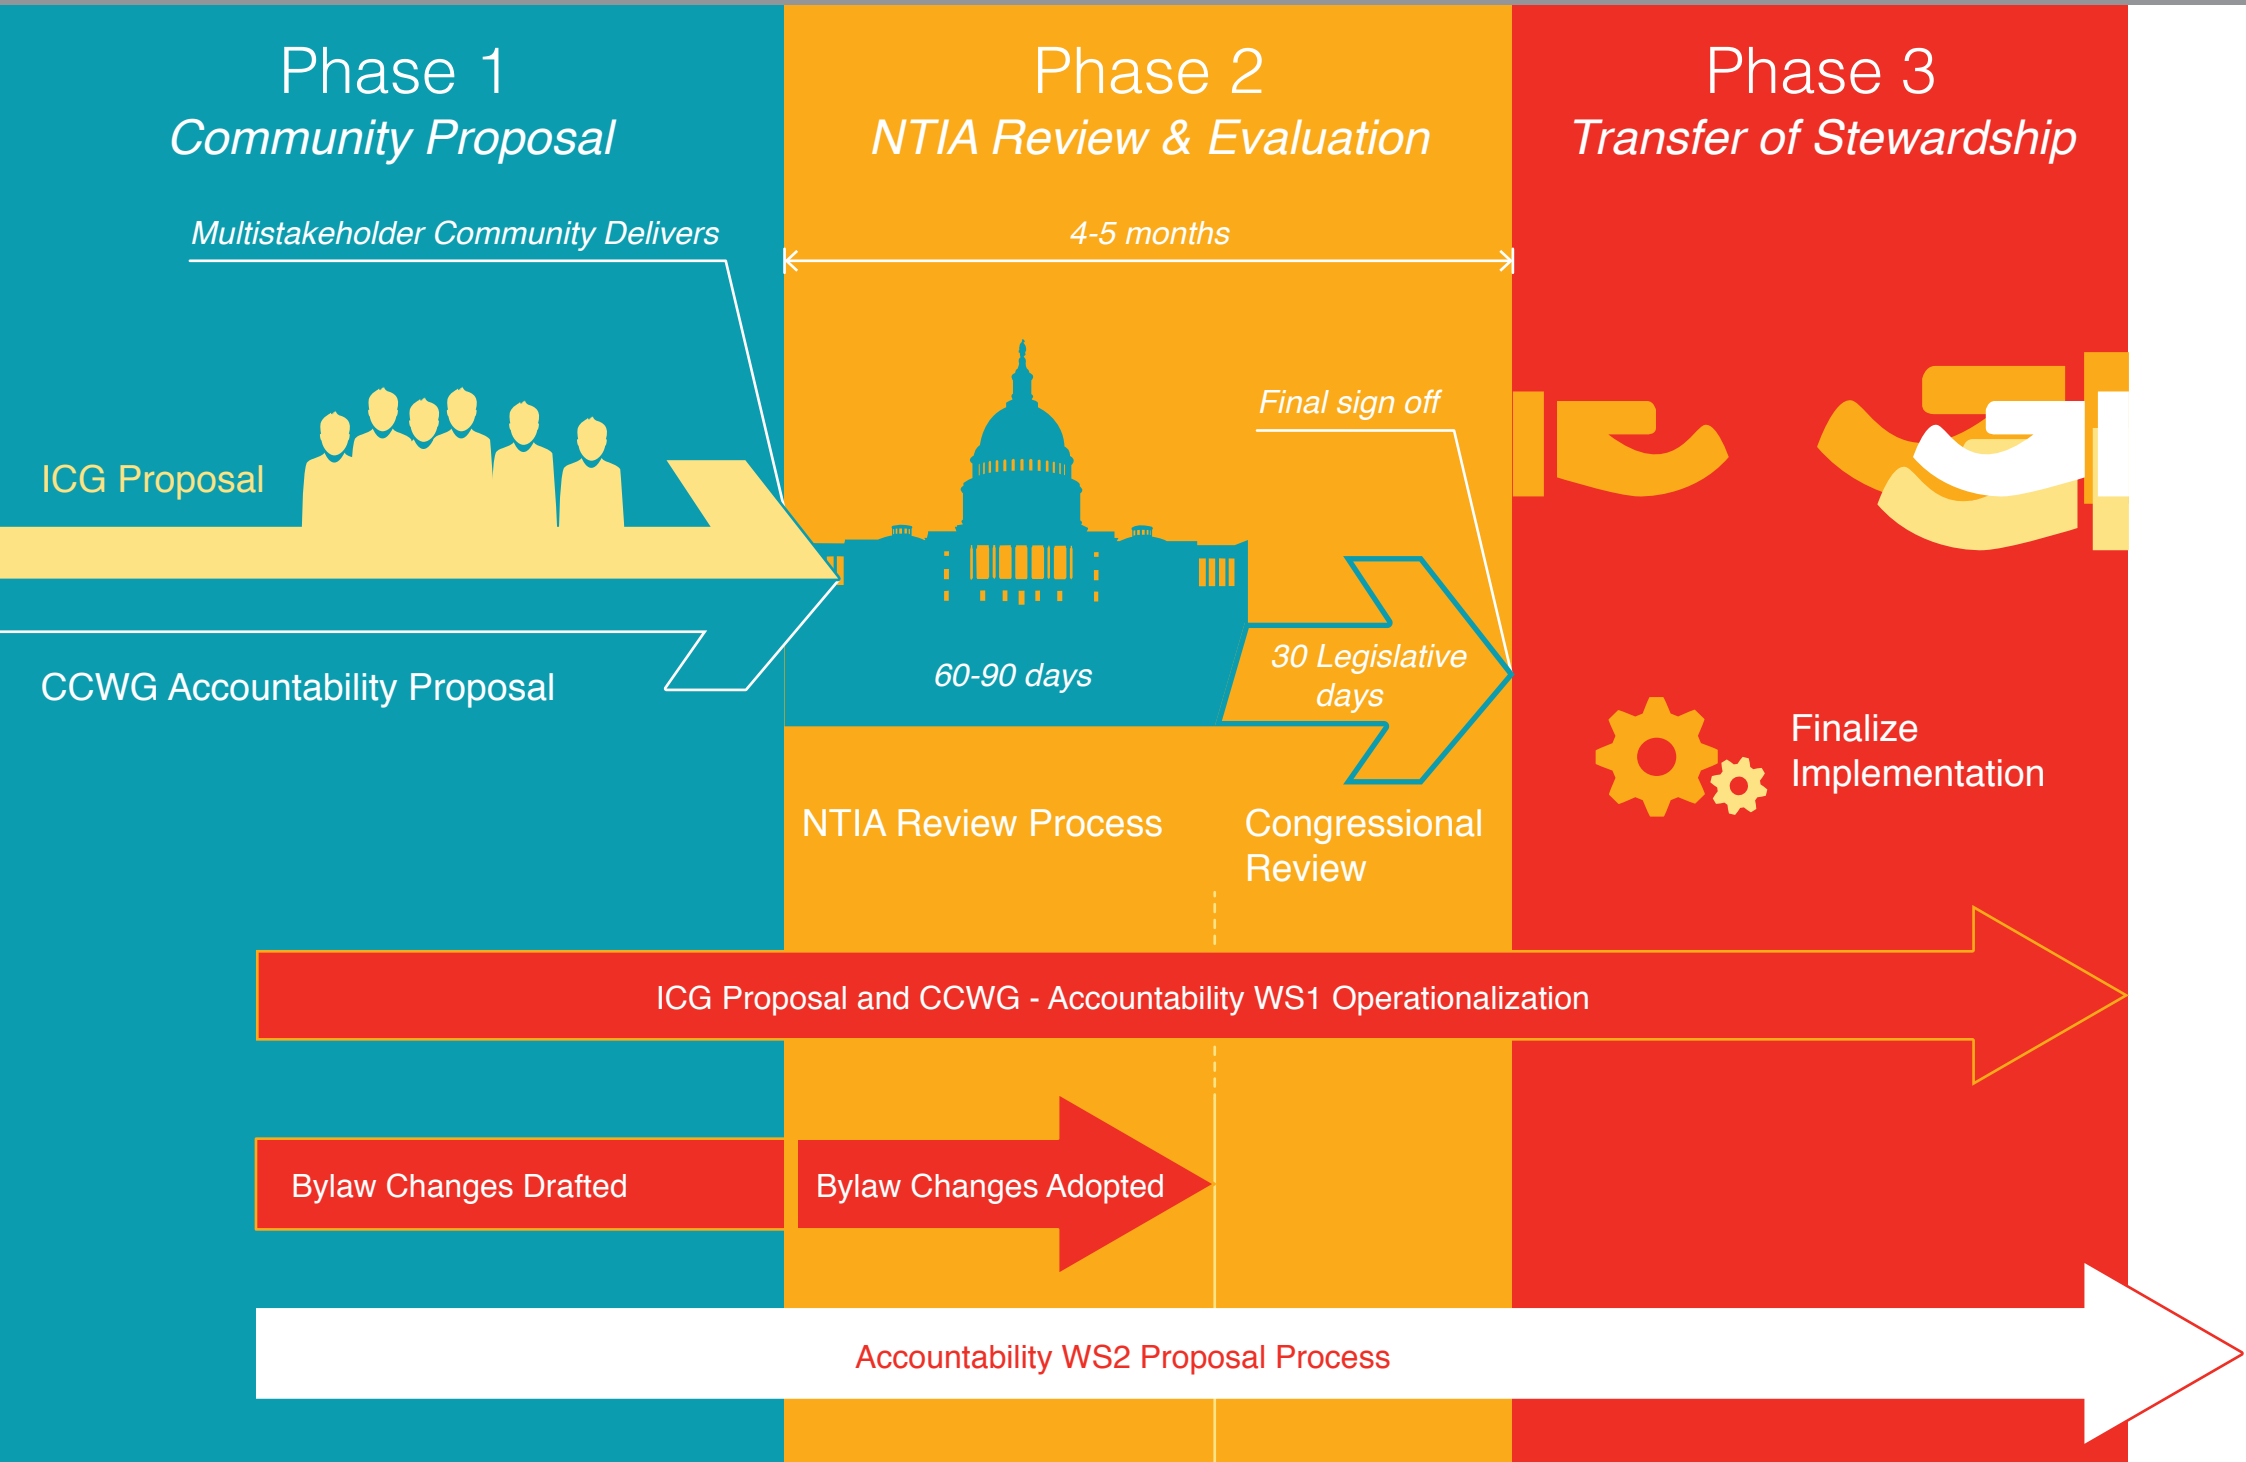 Phase 1
Community Proposal
Multistakeholder Community Delivers
ICG Proposal
CCWG Accountability Proposal
Phase 2
NTIA Review & Evaluation
4-5 months
Final sign off
60-90 days
30 Legislative
days
NTIA Review Process
Congressional
Review
Phase 3
Transfer of Stewardship
Finalize
Implementation
ICG Proposal and CCWG - Accountability WS1 Operationalization
Bylaw Changes Drafted
Bylaw Changes Adopted
Accountability WS2 Proposal Process